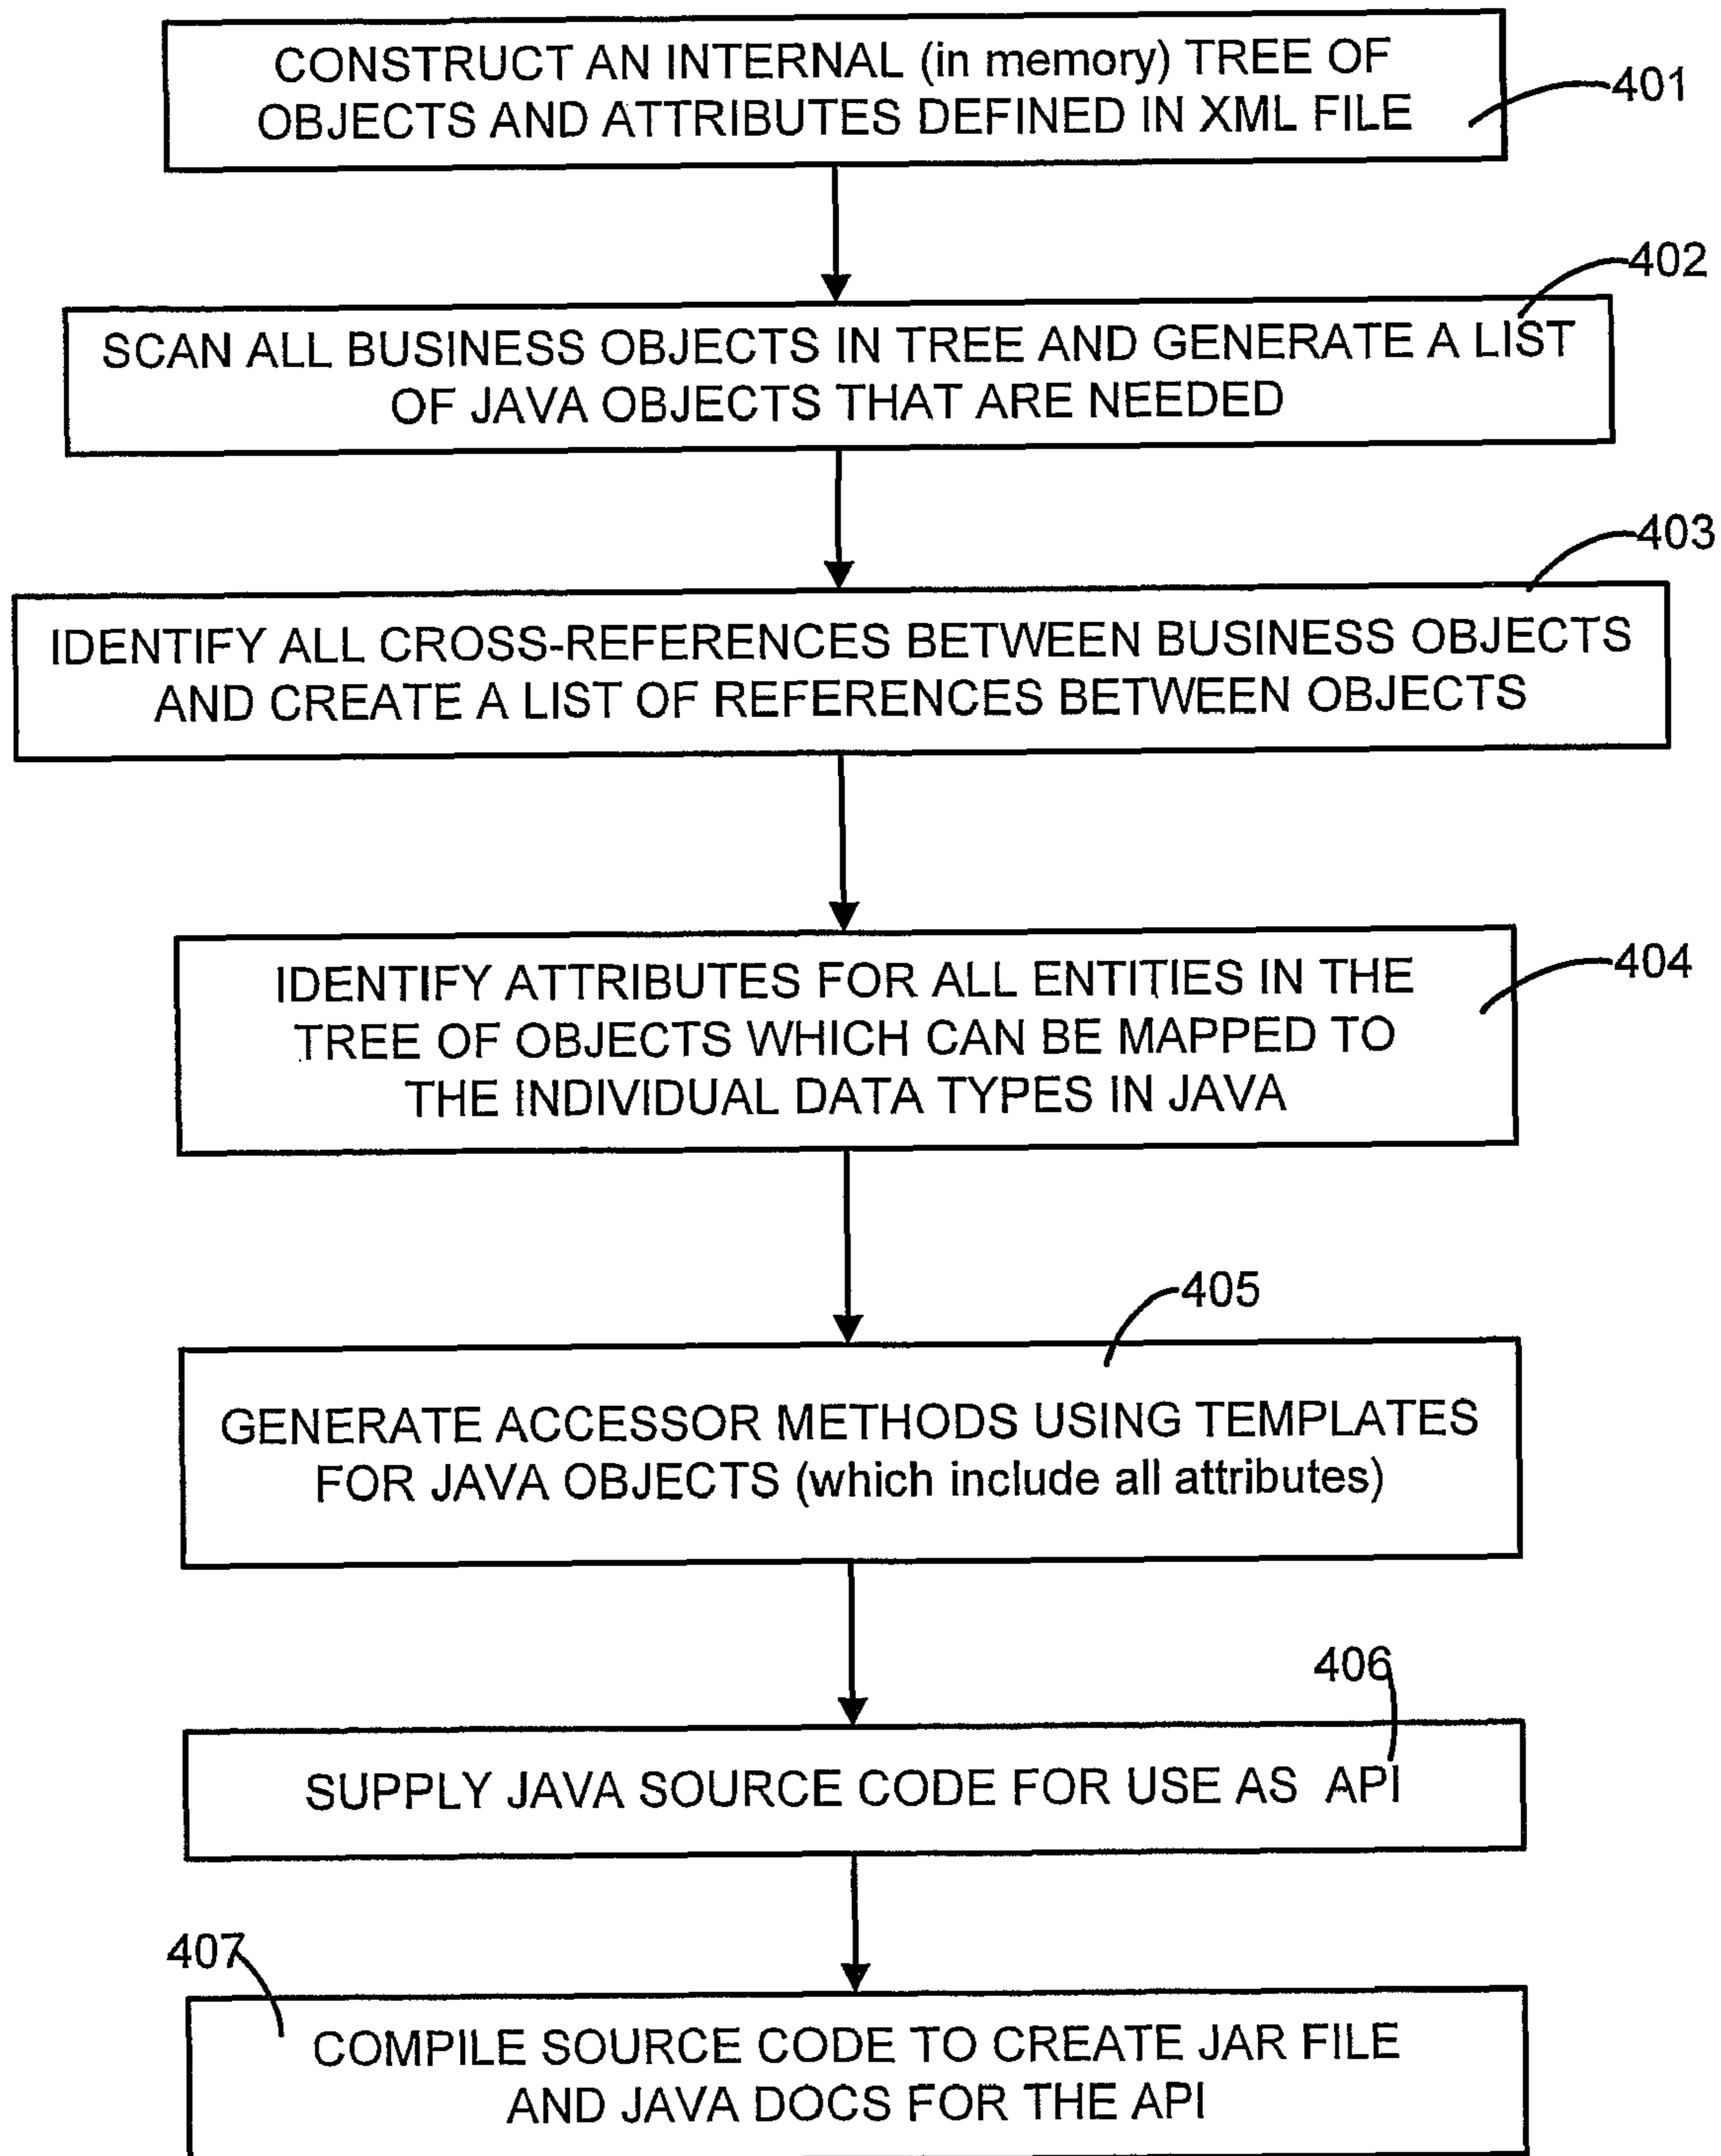 CONSTRUCT AN INTERNAL (in memory) TREE OF
OBJECTS AND ATTRIBUTES DEFINED IN XML FILE
401
402
SCAN ALL BUSINESS OBJECTS IN TREE AND GENERATE A LIST
OF JAVA OBJECTS THAT ARE NEEDED
403
IDENTIFY ALL CROSS-REFERENCES BETWEEN BUSINESS OBJECTS
AND CREATE A LIST OF REFERENCES BETWEEN OBJECTS
404
IDENTIFY ATTRIBUTES FOR ALL ENTITIES IN THE
TREE OF OBJECTS WHICH CAN BE MAPPED TO
THE INDIVIDUAL DATA TYPES IN JAVA
405
GENERATE ACCESSOR METHODS USING TEMPLATES
FOR JAVA OBJECTS (which include all attributes)
406
SUPPLY JAVA SOURCE CODE FOR USE AS API
407
COMPILE SOURCE CODE TO CREATE JAR FILE
AND JAVA DOCS FOR THE API